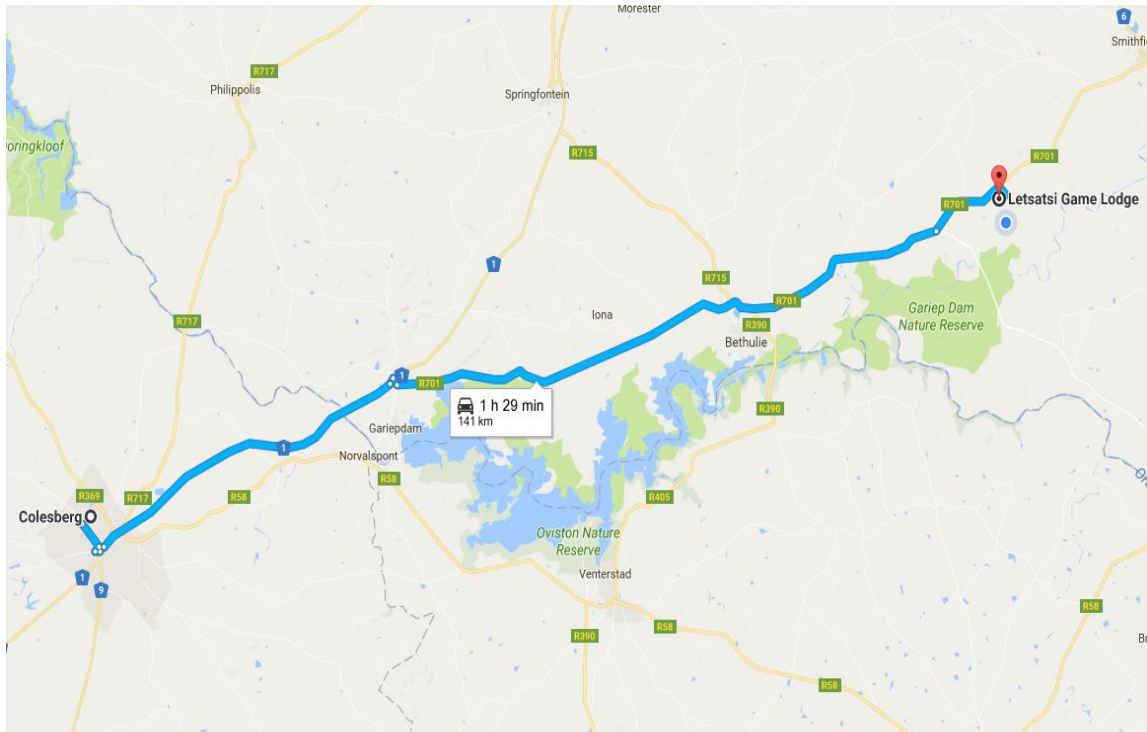 Morester
6
Smithfi
R717
Philippolis
Springfontein
oringkloof
R715
R701
R701
Letsatsi Game Lodge
1
R715
R717
Iona
R701
Gariep Dam
Nature Reserve
R390
Bethulie
1
R701
1 h 29 min
141 km
R390
Gariepdam
1
Norvalspont
R58
R58
R369
R717
R405
Colesberg
Oviston Nature
Reserve
Venterstad
1
9
R58
R58
R390
Br
R58